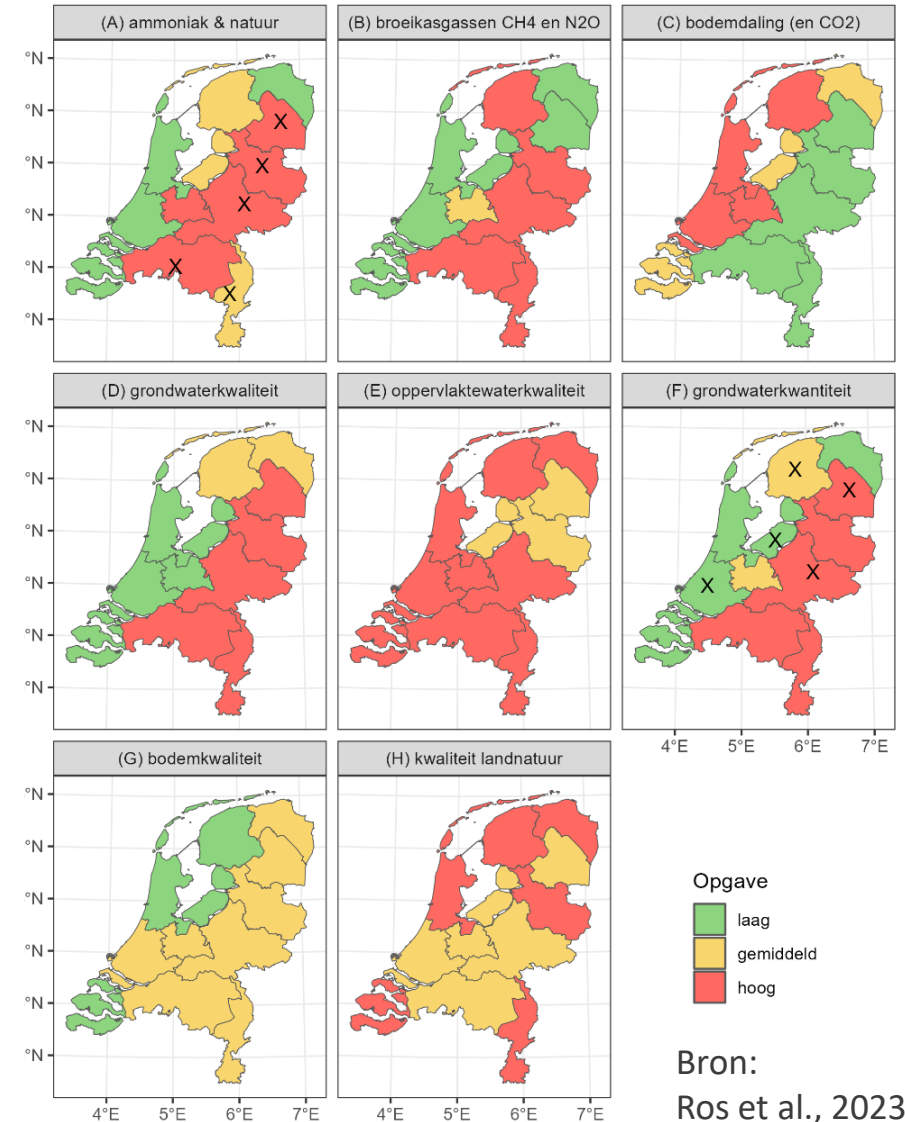 (A) ammoniak & natuur
(B) broeikasgassen CH4 en N2O
(C) bodemdaling (en CO2)
°N
°N
°N
°N
°N
°N
X
X
X
X
X
(D) grondwaterkwaliteit
(E) oppervlaktewaterkwaliteit
(F) grondwaterkwantiteit
°N
°N
°N
°N
°N
°N
X
X
X
X
X
4°E 5°E 6°E 7°E
(G) bodemkwaliteit
(H) kwaliteit landnatuur
°N
°N
°N
°N
°N
°N
4°E 5°E 6°E 7°E
4°E 5°E 6°E 7°E
Opgave
laag
gemiddeld
hoog
Bron:
Ros et al., 2023